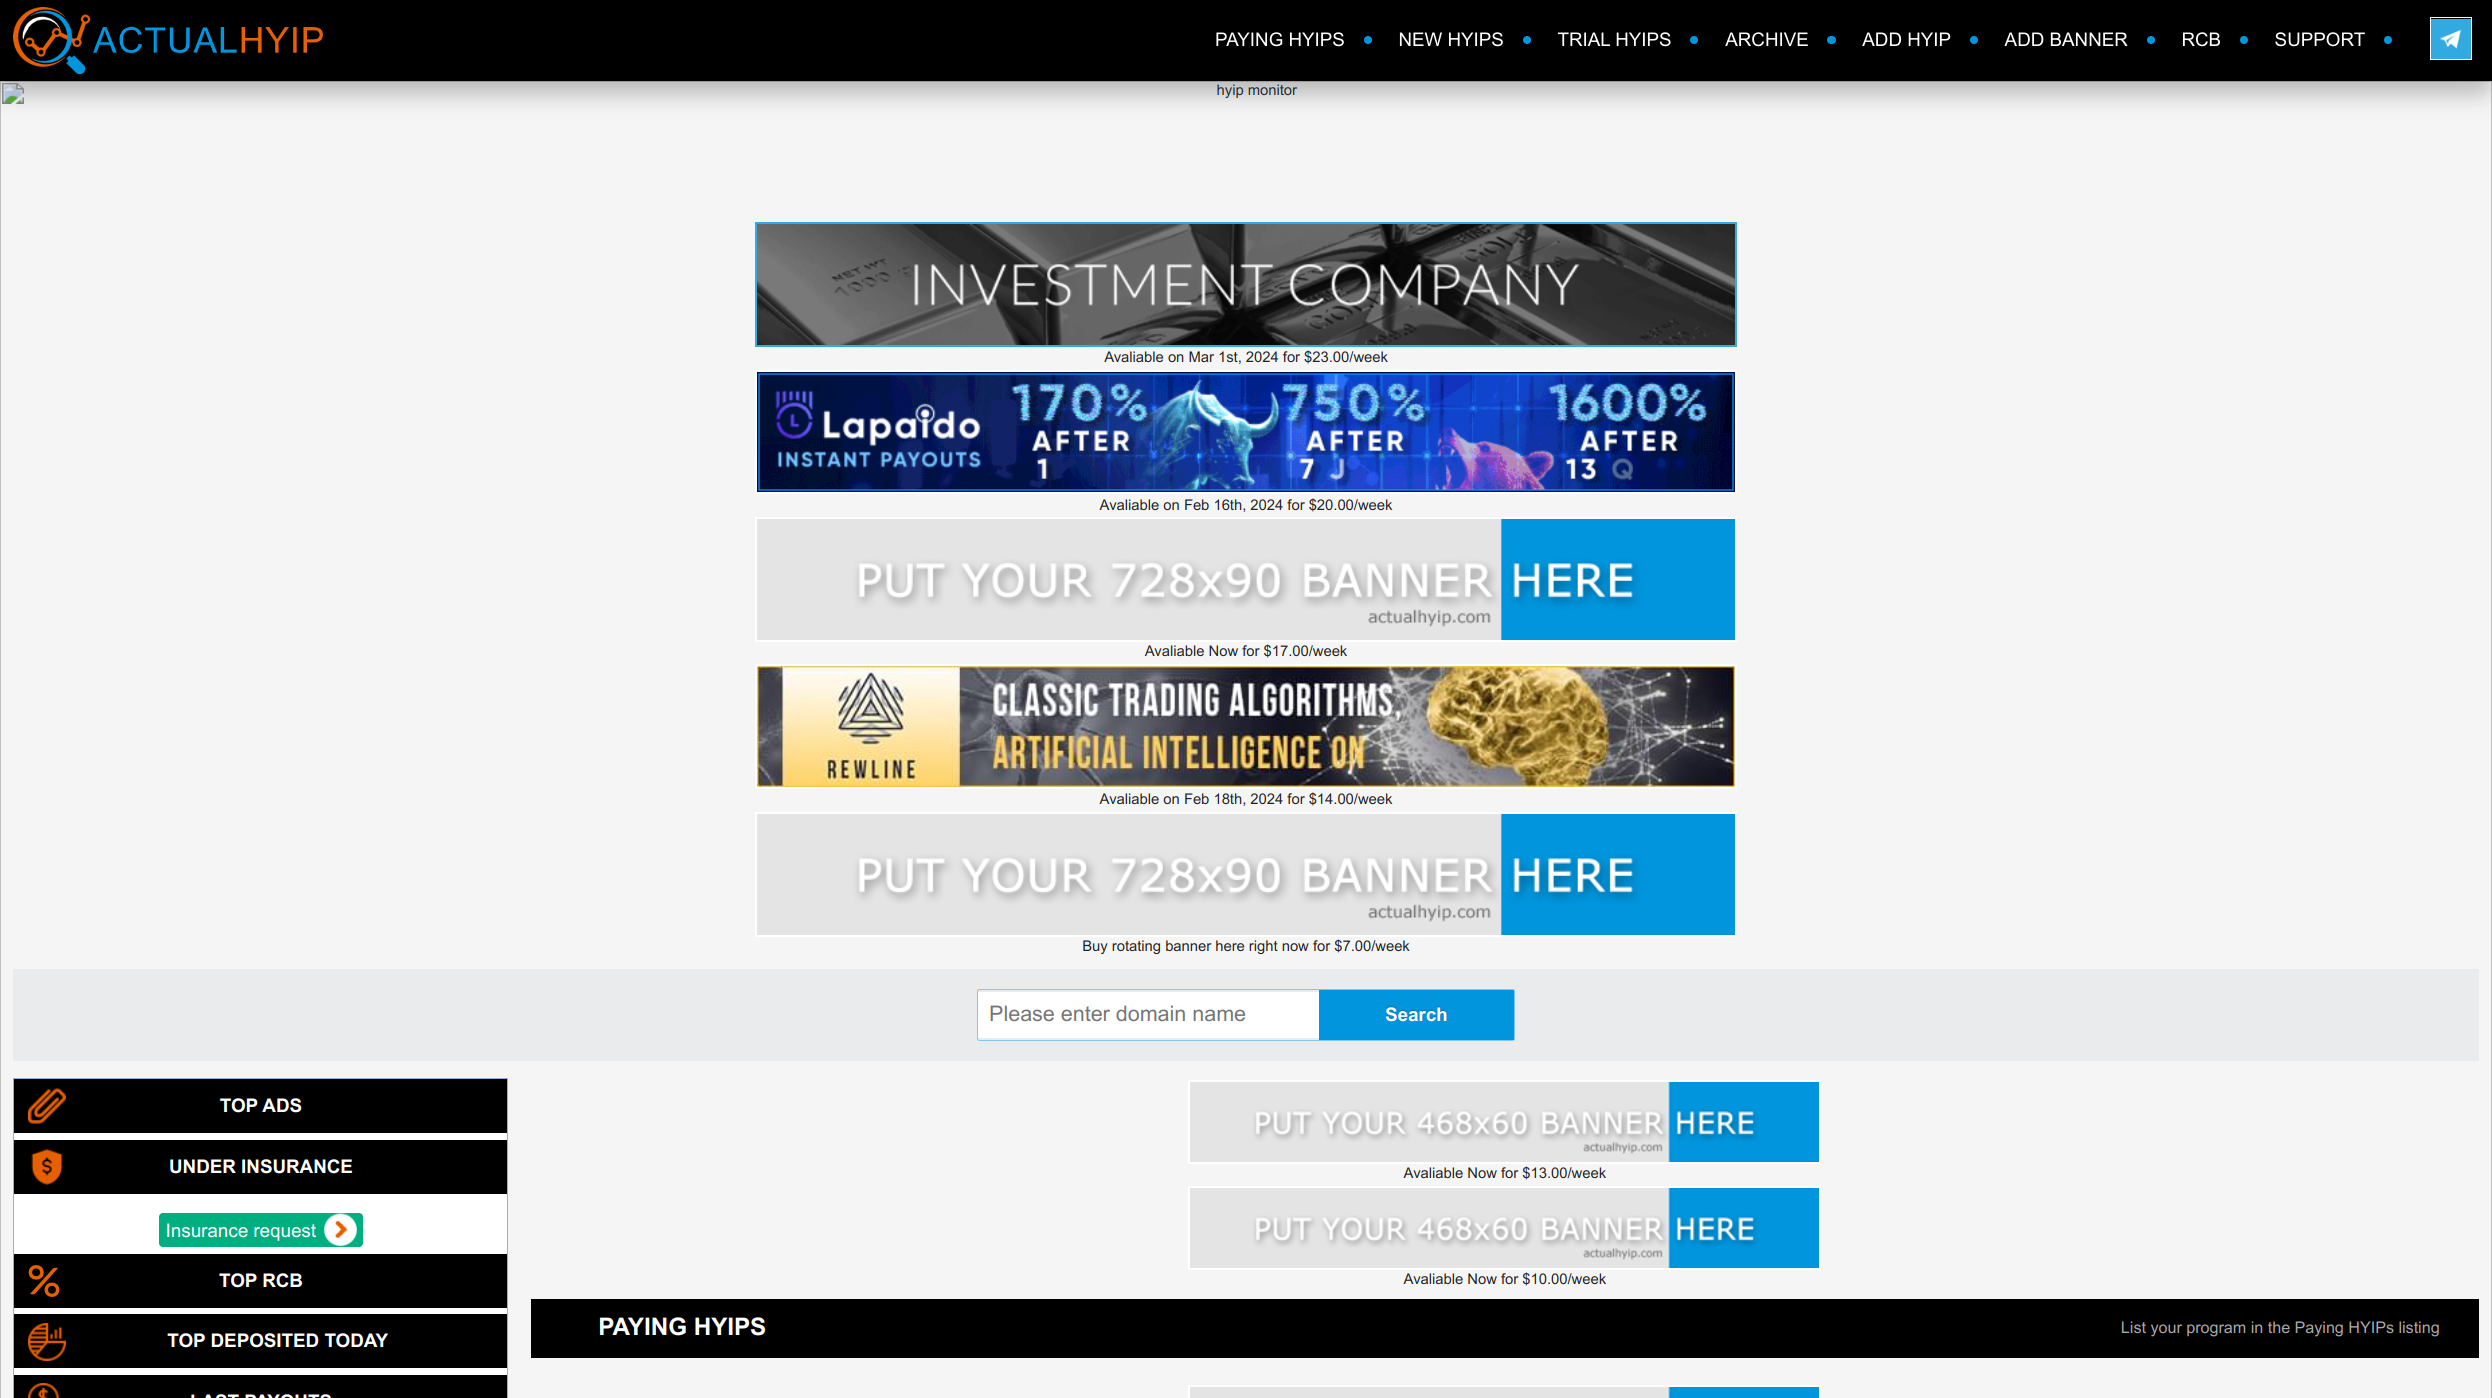 ACTUALHYIP
PAYING HYIPS
NEW HYIPS
TRIAL HYIPS
ARCHIVE
ADD HYIP
ADD BANNER
RCB
SUPPORT
hyip monitor
INVESTMENT COMPANY
Avaliable on Mar 1st, 2024 for $23.00/week
Lapaido
INSTANT PAYOUTS
170%
AFTER
1
750%
AFTER
7 J
1600%
AFTER
13 Q
Avaliable on Feb 16th, 2024 for $20.00/week
PUT YOUR 728x90 BANNER HERE
actualhyip.com
Avaliable Now for $17.00/week
REWLINE
CLASSIC TRADING ALGORITHMS,
ARTIFICIAL INTELLIGENCE ON
Avaliable on Feb 18th, 2024 for $14.00/week
PUT YOUR 728x90 BANNER HERE
actualhyip.com
Buy rotating banner here right now for $7.00/week
Please enter domain name
Search
TOP ADS
UNDER INSURANCE
Insurance request
TOP RCB
TOP DEPOSITED TODAY
LAST PAYOUTS
PUT YOUR 468x60 BANNER HERE
actualhyip.com
Avaliable Now for $13.00/week
PUT YOUR 468x60 BANNER HERE
actualhyip.com
Avaliable Now for $10.00/week
PAYING HYIPS
List your program in the Paying HYIPs listing